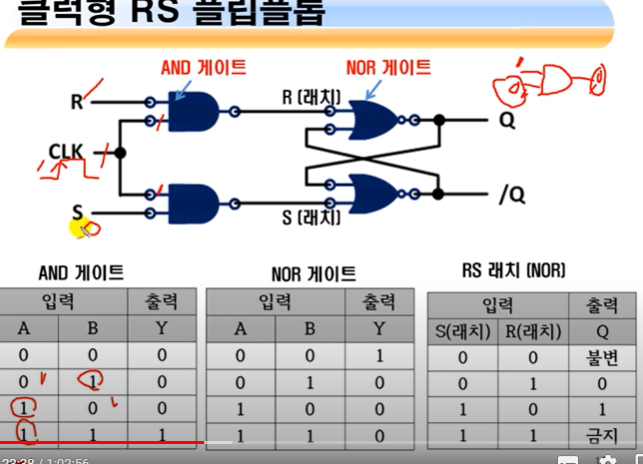 클럭형 RS 플립플롭
AND 게이트
NOR 게이트
R
R (래치)
Q
CLK
S
S (래치)
/Q
AND 게이트
입력 출력
A B Y
0 0 0
0 1 0
1 0 0
1 1 1
NOR 게이트
입력 출력
A B Y
0 0 1
0 1 0
1 0 0
1 1 0
RS 래치 (NOR)
입력 출력
S(래치) R(래치) Q
0 0 불변
0 1 0
1 0 1
1 1 금지
23:38 / 1:02:56